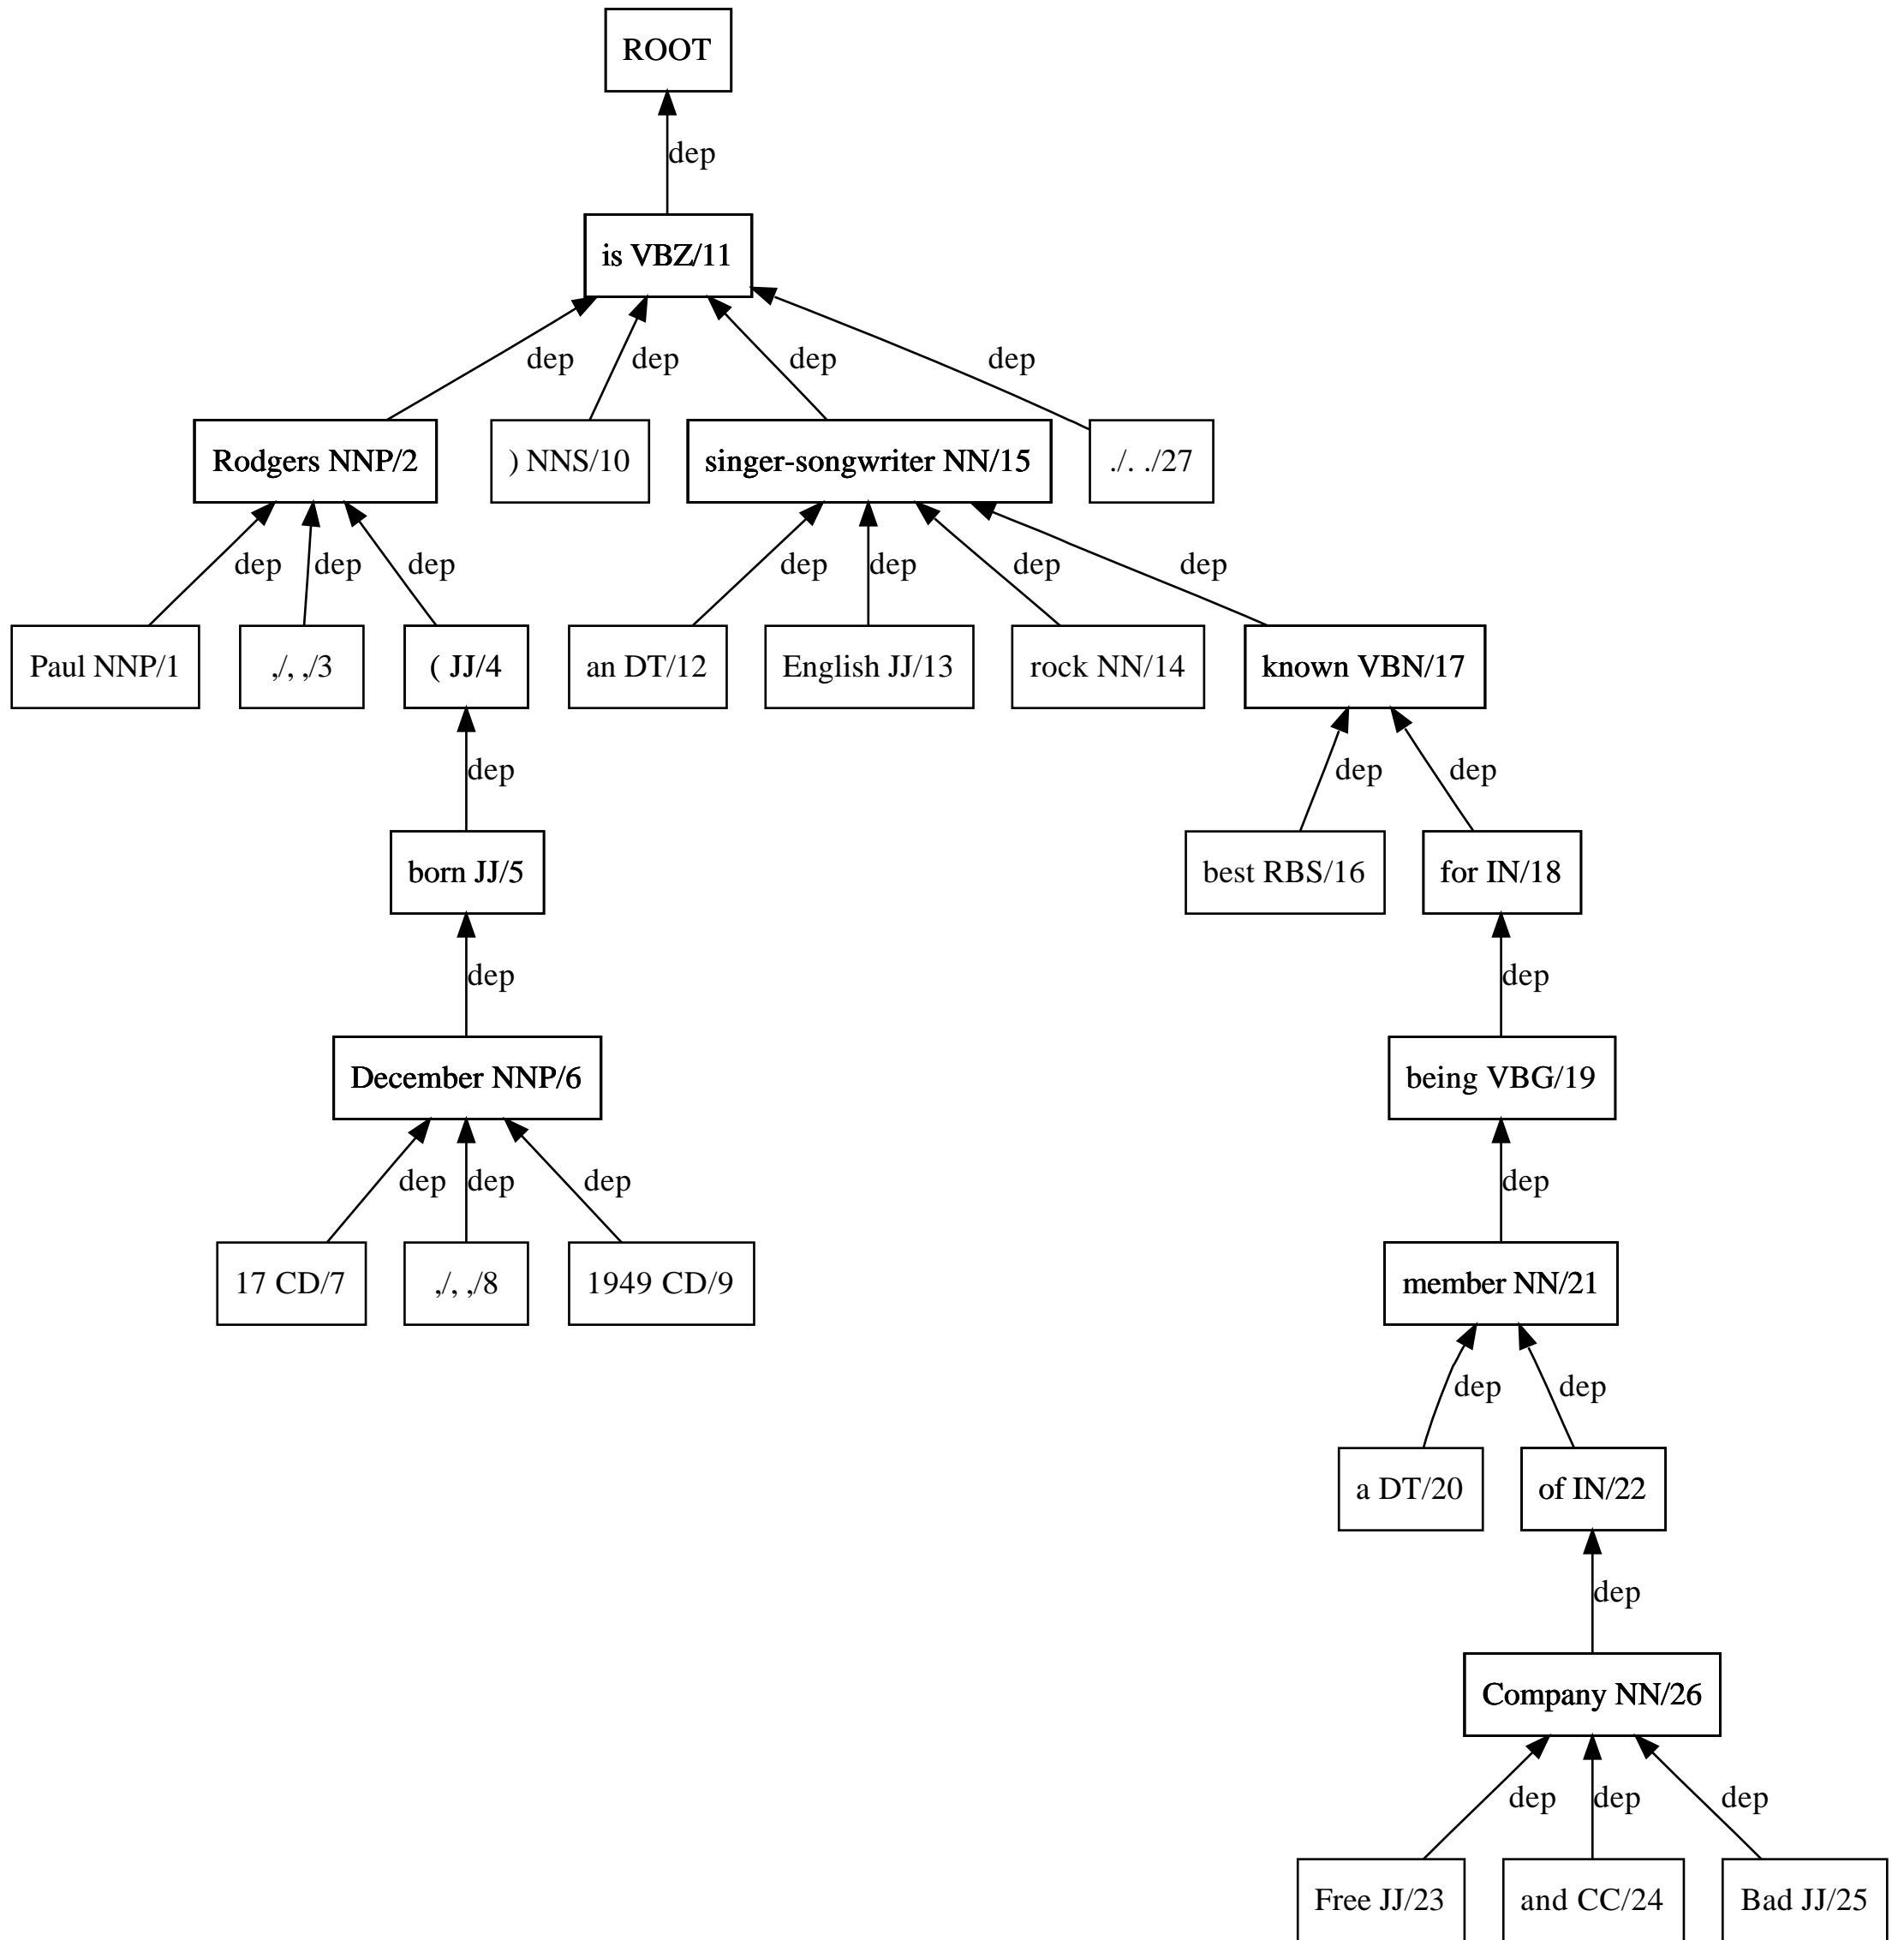 ROOT
dep
is VBZ/11
dep dep dep dep
Rodgers NNP/2 ) NNS/10 singer-songwriter NN/15 ./. ./27
dep dep dep dep dep dep dep
Paul NNP/1 ,/, ,/3 ( JJ/4 an DT/12 English JJ/13 rock NN/14 known VBN/17
dep dep dep
born JJ/5 best RBS/16 for IN/18
dep dep
December NNP/6 being VBG/19
dep dep dep dep
17 CD/7 ,/, ,/8 1949 CD/9 member NN/21
dep dep
a DT/20 of IN/22
dep
Company NN/26
dep dep dep
Free JJ/23 and CC/24 Bad JJ/25